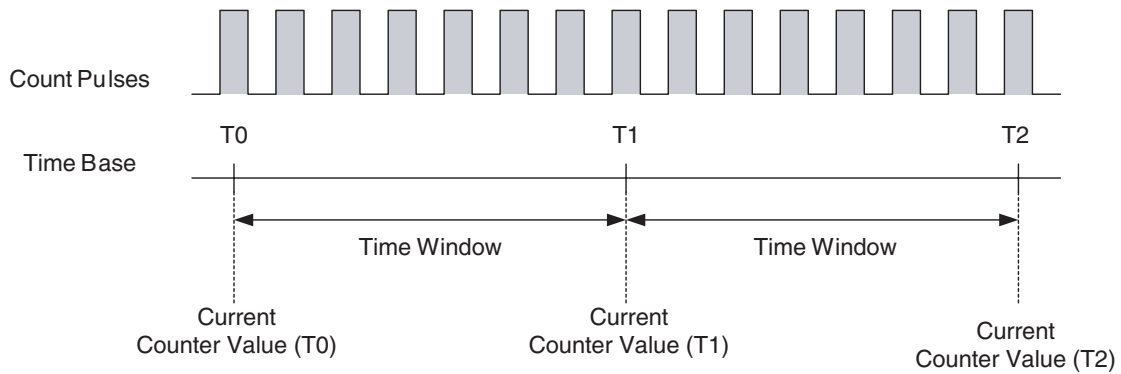 Count Pulses
T0 T1 T2
Time Base
Time Window Time Window
Current Current Current
Counter Value (T0) Counter Value (T1) Counter Value (T2)